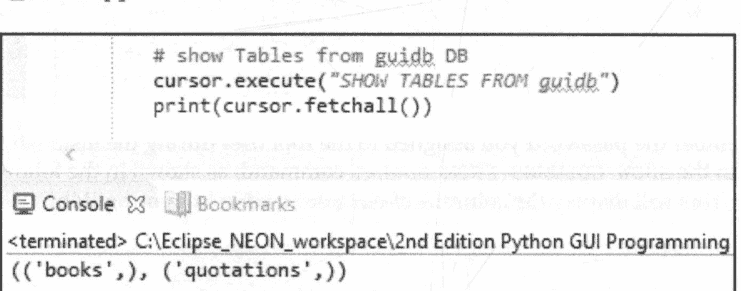 # show Tables from guidb DB
cursor.execute("SHOW TABLES FROM guidb")
print(cursor.fetchall())
Console Bookmarks
<terminated> C:\Eclipse_NEON_workspace\2nd Edition Python GUI Programming
(('books',), ('quotations',))